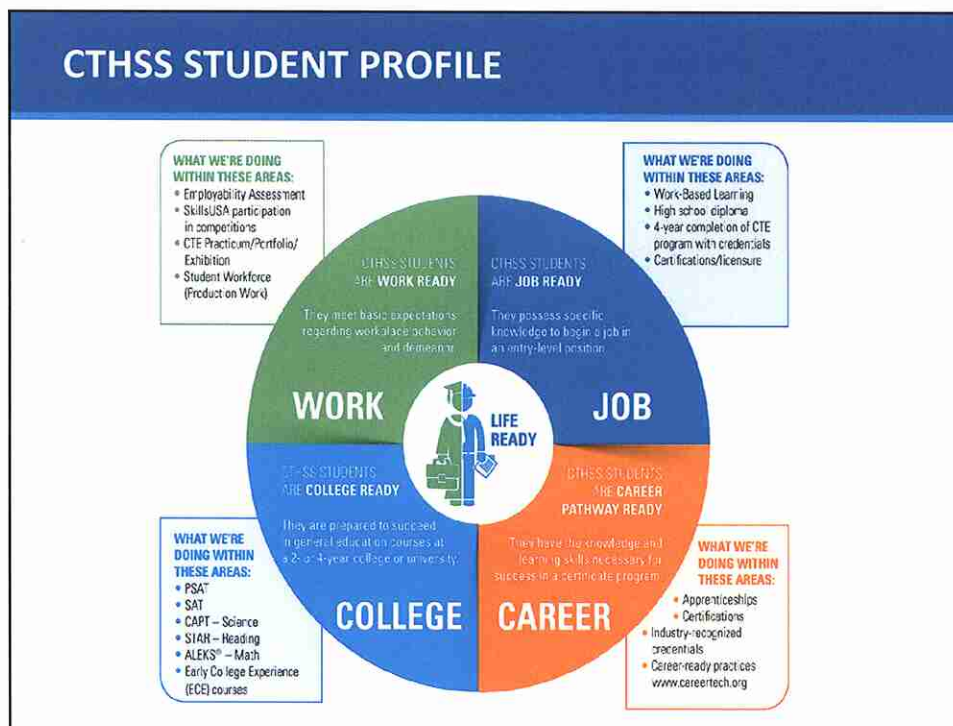 CTHSS STUDENT PROFILE
WHAT WE'RE DOING
WITHIN THESE AREAS:
• Employability Assessment
• SkillsUSA participation
in competitions
• CTE Practicum/Portfolio/
Exhibition
• Student Workforce
(Production Work)
WHAT WE'RE DOING
WITHIN THESE AREAS:
• Work-Based Learning
• High school diploma
• 4-year completion of CTE
program with credentials
• Certifications/licensure
CTHSS STUDENTS
ARE WORK READY
They meet basic expectations
regarding workplace behavior
and demeanor.
WORK
CTHSS STUDENTS
ARE JOB READY
They possess specific
knowledge to begin a job in
an entry-level position.
JOB
LIFE
READY
CTHSS STUDENTS
ARE COLLEGE READY
They are prepared to succeed
in general education courses at
a 2- or 4-year college or university.
COLLEGE
CTHSS STUDENTS
ARE CAREER
PATHWAY READY
They have the knowledge and
learning skills necessary for
success in a certificate program.
CAREER
WHAT WE'RE
DOING WITHIN
THESE AREAS:
• PSAT
• SAT
• CAPT – Science
• STAR – Reading
• ALEKS® – Math
• Early College Experience
(ECE) courses
WHAT WE'RE
DOING WITHIN
THESE AREAS:
• Apprenticeships
• Certifications
• Industry-recognized
credentials
• Career-ready practices
www.careertech.org